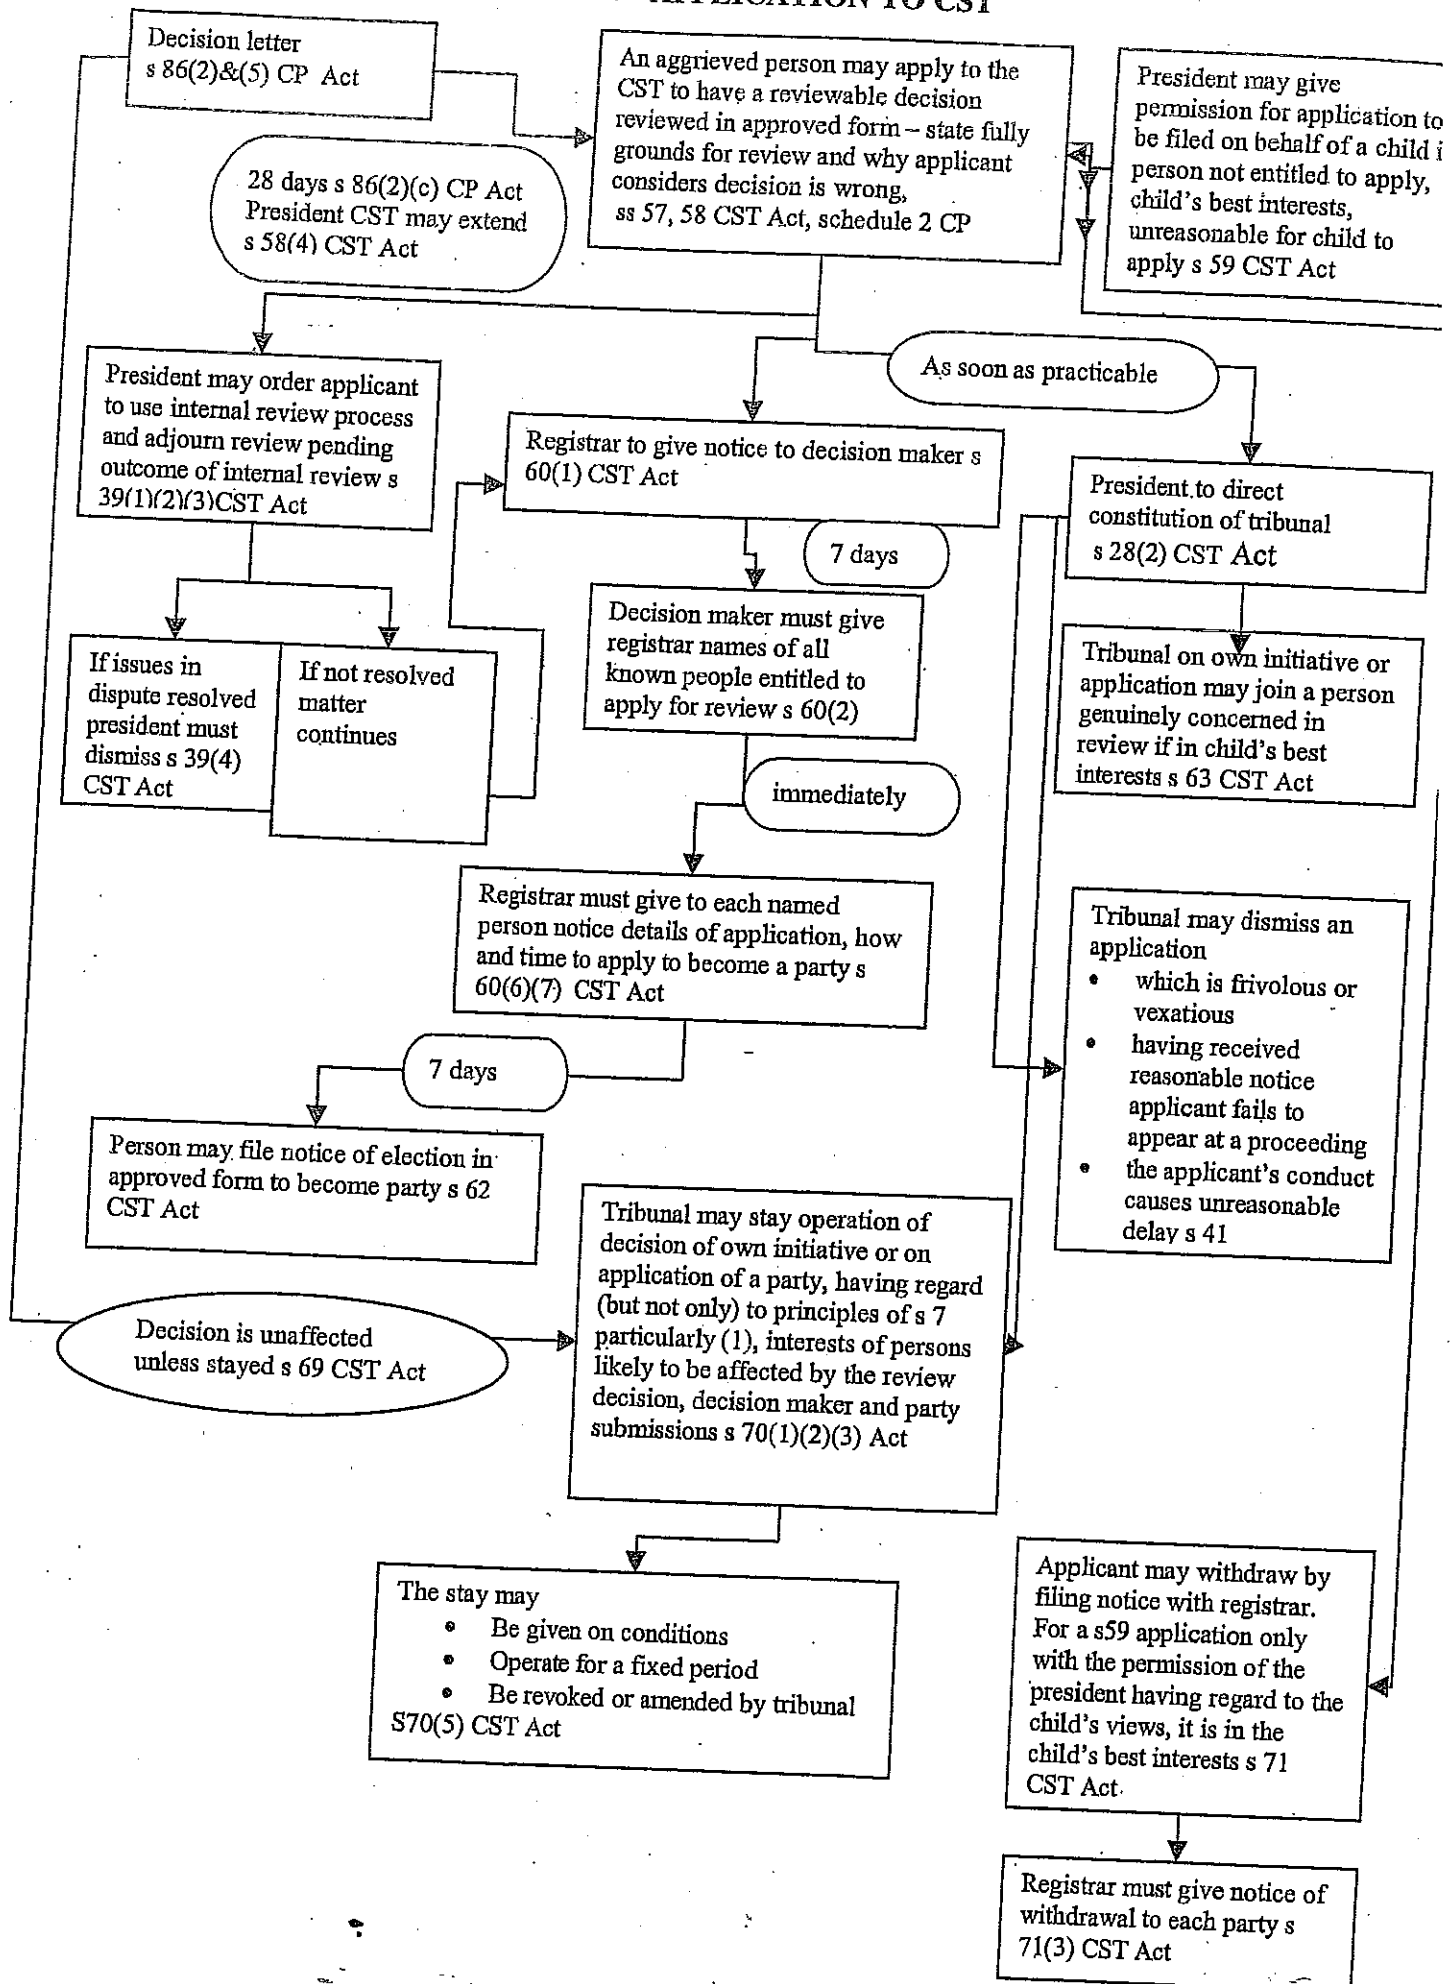 APPLICATION TO CST
Decision letter
s 86(2)&(5) CP Act
An aggrieved person may apply to the
CST to have a reviewable decision
reviewed in approved form – state fully
grounds for review and why applicant
considers decision is wrong,
ss 57, 58 CST Act, schedule 2 CP
President may give
permission for application to
be filed on behalf of a child i
person not entitled to apply,
child's best interests,
unreasonable for child to
apply s 59 CST Act
28 days s 86(2)(c) CP Act
President CST may extend
s 58(4) CST Act
As soon as practicable
President may order applicant
to use internal review process
and adjourn review pending
outcome of internal review s
39(1)(2)(3)CST Act
Registrar to give notice to decision maker s
60(1) CST Act
President to direct
constitution of tribunal
s 28(2) CST Act
7 days
Decision maker must give
registrar names of all
known people entitled to
apply for review s 60(2)
If issues in
dispute resolved
president must
dismiss s 39(4)
CST Act
If not resolved
matter
continues
Tribunal on own initiative or
application may join a person
genuinely concerned in
review if in child's best
interests s 63 CST Act
immediately
Registrar must give to each named
person notice details of application, how
and time to apply to become a party s
60(6)(7) CST Act
Tribunal may dismiss an
application
• which is frivolous or
vexatious
• having received
reasonable notice
applicant fails to
appear at a proceeding
• the applicant's conduct
causes unreasonable
delay s 41
7 days
Person may file notice of election in
approved form to become party s 62
CST Act
Tribunal may stay operation of
decision of own initiative or on
application of a party, having regard
(but not only) to principles of s 7
particularly (1), interests of persons
likely to be affected by the review
decision, decision maker and party
submissions s 70(1)(2)(3) Act
Decision is unaffected
unless stayed s 69 CST Act
The stay may
• Be given on conditions
• Operate for a fixed period
• Be revoked or amended by tribunal
S70(5) CST Act
Applicant may withdraw by
filing notice with registrar.
For a s59 application only
with the permission of the
president having regard to the
child's views, it is in the
child's best interests s 71
CST Act.
Registrar must give notice of
withdrawal to each party s
71(3) CST Act